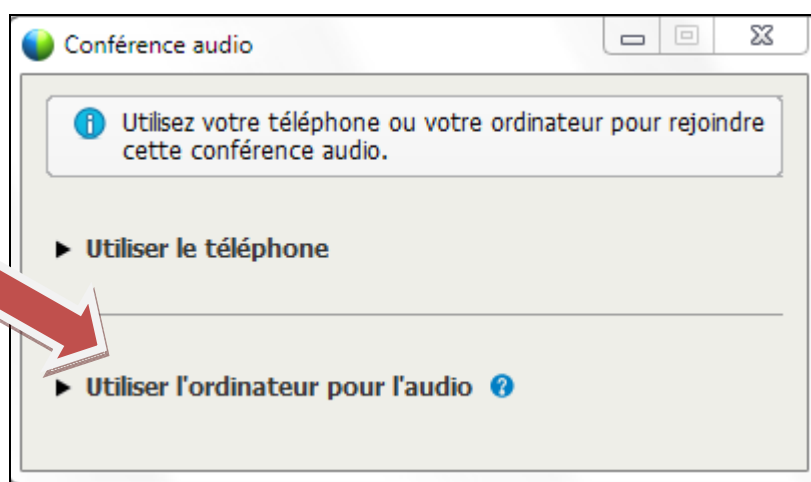 Conférence audio
Utilisez votre téléphone ou votre ordinateur pour rejoindre
cette conférence audio.
Utiliser le téléphone
Utiliser l'ordinateur pour l'audio